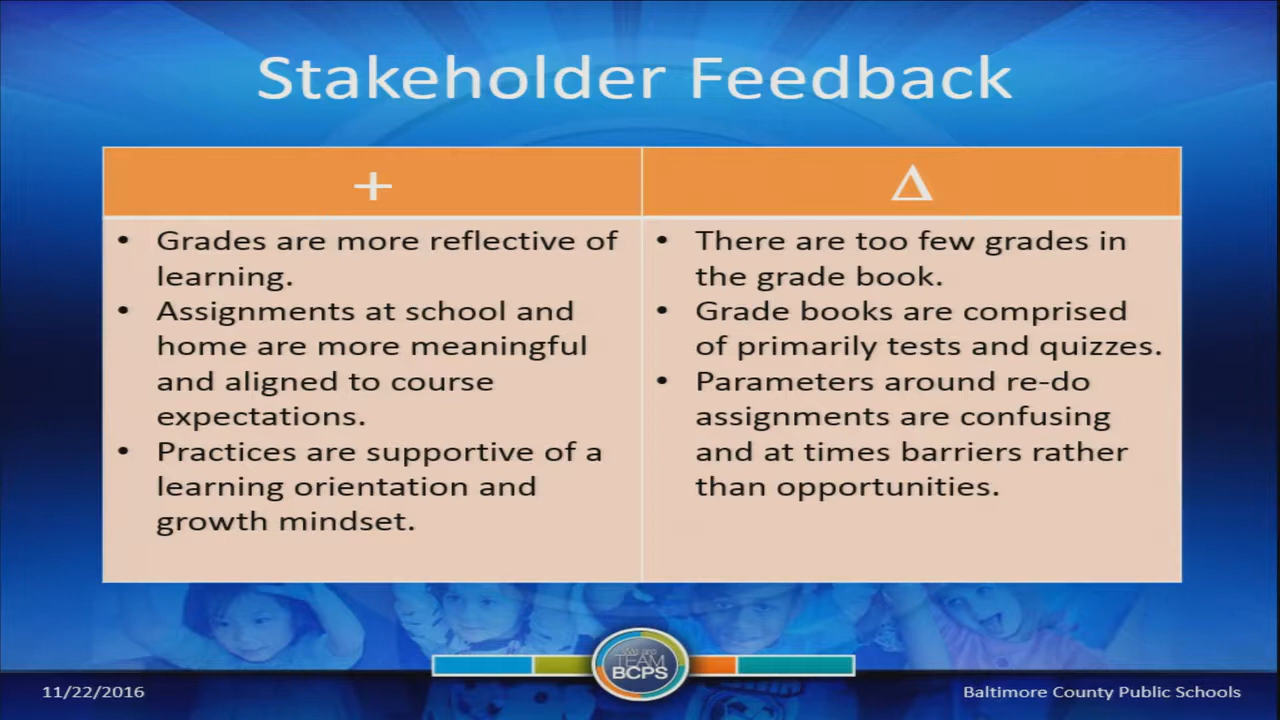 Stakeholder Feedback
+
Δ
• Grades are more reflective of
learning.
• Assignments at school and
home are more meaningful
and aligned to course
expectations.
• Practices are supportive of a
learning orientation and
growth mindset.
• There are too few grades in
the grade book.
• Grade books are comprised
of primarily tests and quizzes.
• Parameters around re-do
assignments are confusing
and at times barriers rather
than opportunities.
TEAM
BCPS
11/22/2016
Baltimore County Public Schools